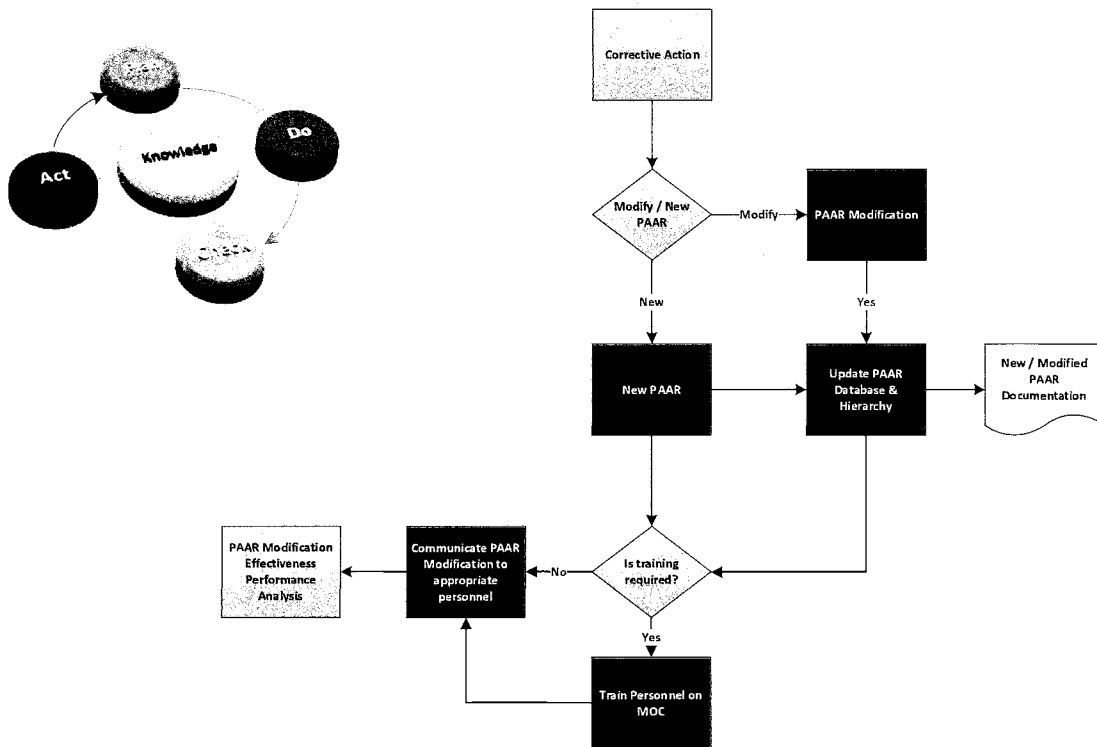 Corrective Action
Do
Knowledge
Act
Check
Modify / New
PAAR
Modify
PAAR Modification
New
Yes
New PAAR
Update PAAR
Database &
Hierarchy
New / Modified
PAAR
Documentation
PAAR Modification
Effectiveness
Performance
Analysis
Communicate PAAR
Modification to
appropriate
personnel
No
Is training
required?
Yes
Train Personnel on
MOC